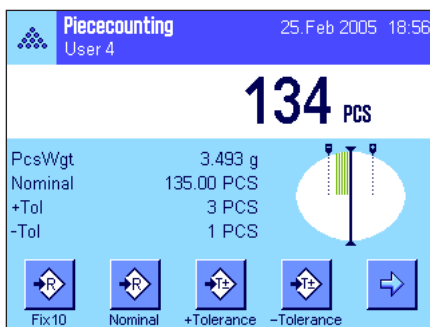 Piececounting 25.Feb 2005 18:56
User 4
134 PCS
PcsWgt 3.493 g
Nominal 135.00 PCS
+Tol 3 PCS
-Tol 1 PCS
R R T± T±
Fix10 Nominal +Tolerance −Tolerance